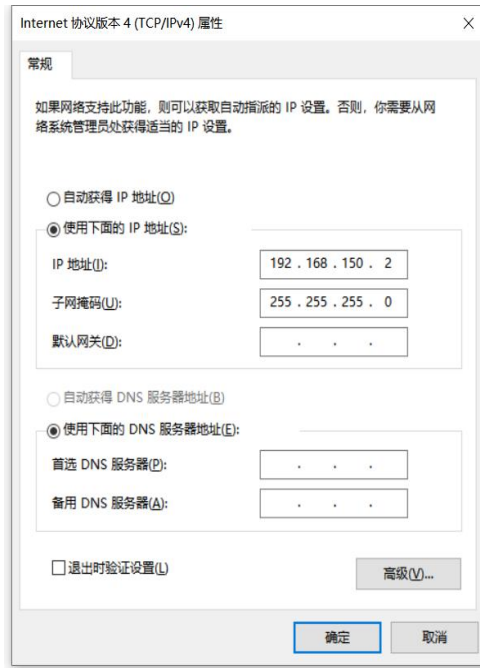 Internet 协议版本 4 (TCP/IPv4) 属性
常规
如果网络支持此功能，则可以获取自动指派的 IP 设置。否则，你需要从网
络系统管理员处获得适当的 IP 设置。
自动获得 IP 地址(O)
使用下面的 IP 地址(S):
IP 地址(I):
192 . 168 . 150 . 2
子网掩码(U):
255 . 255 . 255 . 0
默认网关(D):
. . .
自动获得 DNS 服务器地址(B)
使用下面的 DNS 服务器地址(E):
首选 DNS 服务器(P):
. . .
备用 DNS 服务器(A):
. . .
退出时验证设置(L)
高级(V)...
确定
取消